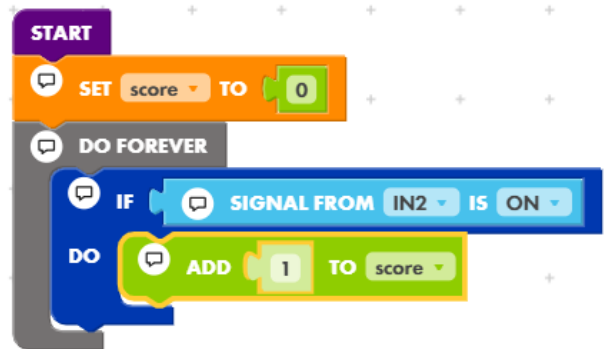 START
SET score TO 0
DO FOREVER
IF SIGNAL FROM IN2 IS ON
DO ADD 1 TO score